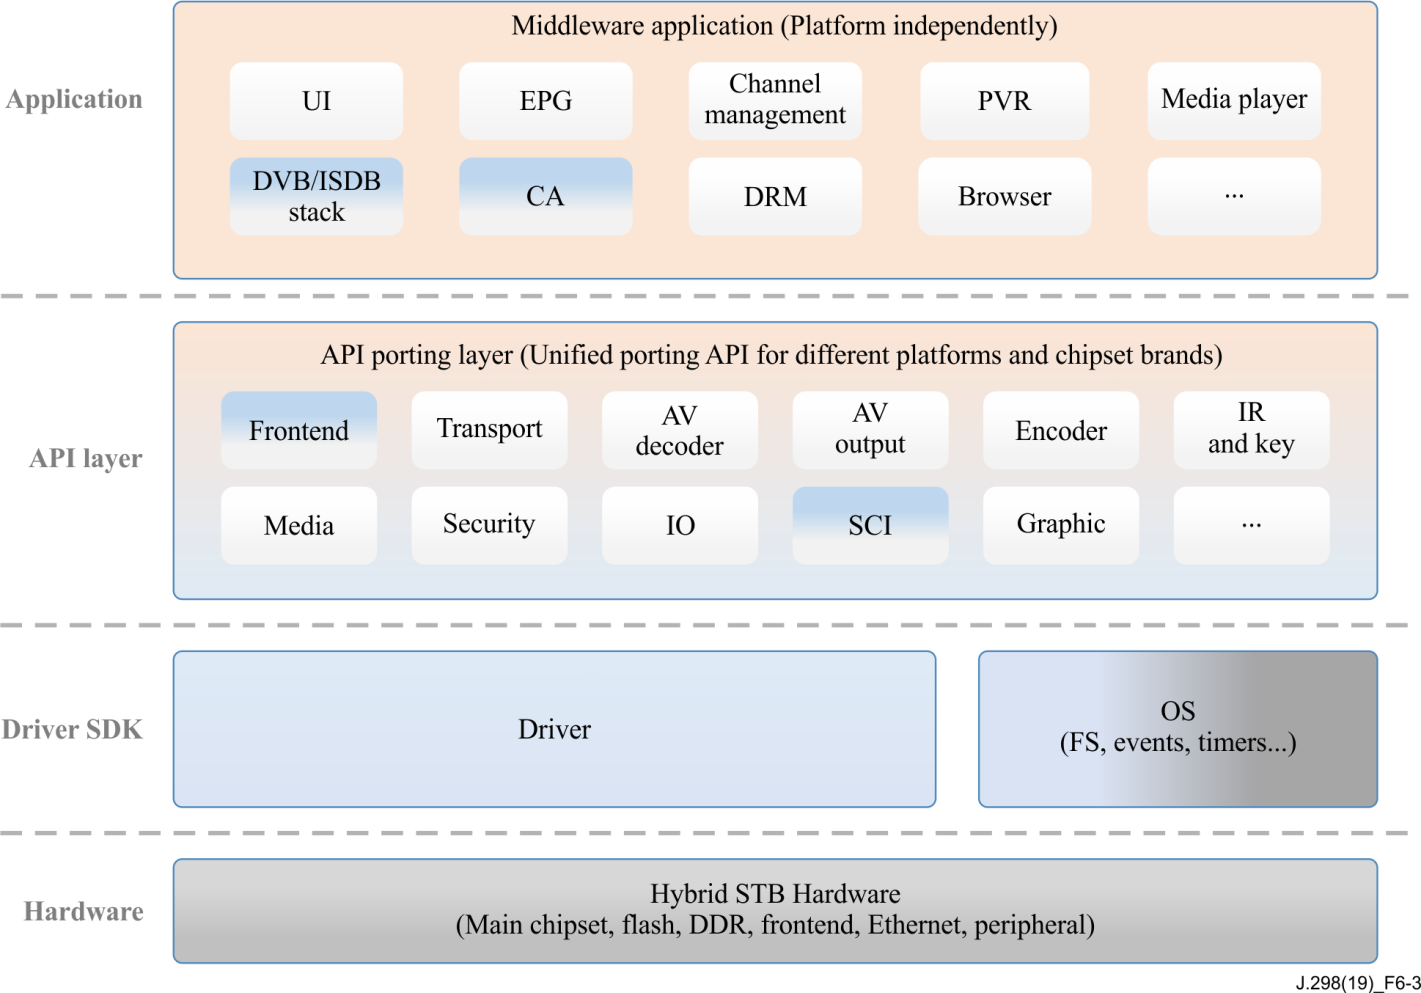 Middleware application (Platform independently)
Application
UI
EPG
Channel
management
PVR
Media player
DVB/ISDB
stack
CA
DRM
Browser
...
API porting layer (Unified porting API for different platforms and chipset brands)
API layer
Frontend
Transport
AV
decoder
AV
output
Encoder
IR
and key
Media
Security
IO
SCI
Graphic
...
Driver SDK
Driver
OS
(FS, events, timers...)
Hardware
Hybrid STB Hardware
(Main chipset, flash, DDR, frontend, Ethernet, peripheral)
J.298(19)_F6-3